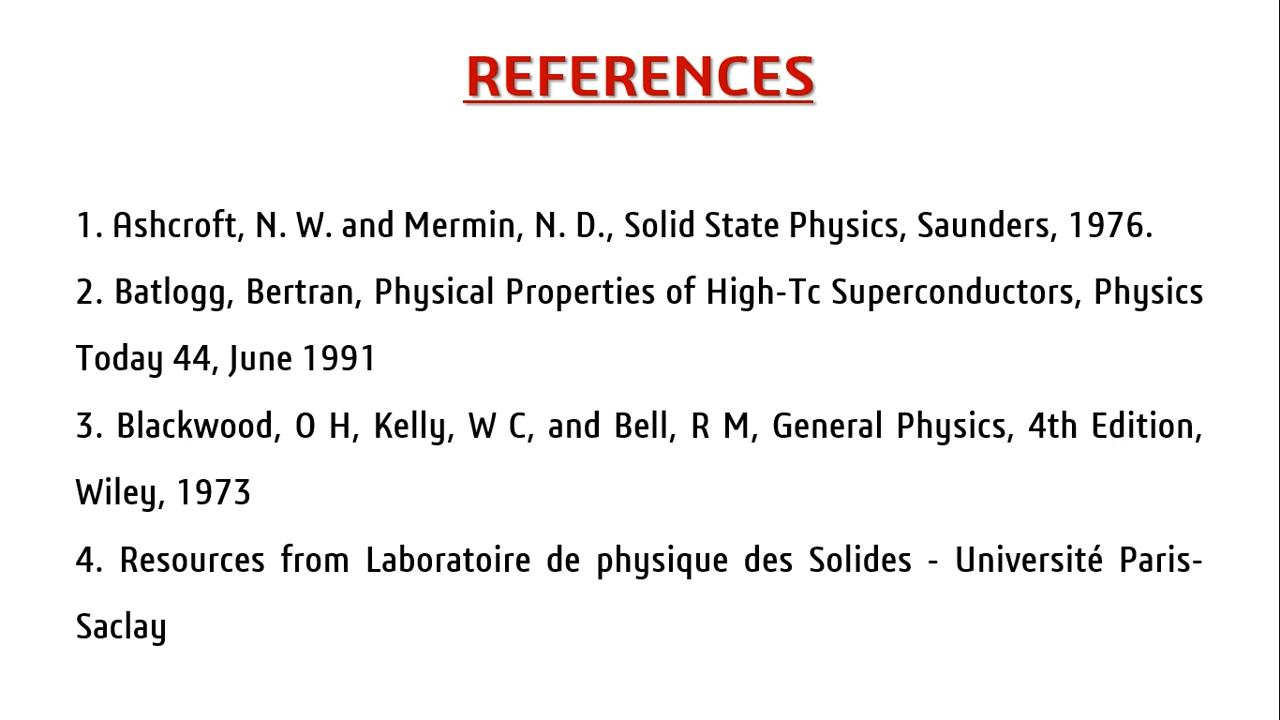 REFERENCES
1. Ashcroft, N. W. and Mermin, N. D., Solid State Physics, Saunders, 1976.
2. Batlogg, Bertran, Physical Properties of High-Tc Superconductors, Physics
Today 44, June 1991
3. Blackwood, O H, Kelly, W C, and Bell, R M, General Physics, 4th Edition,
Wiley, 1973
4. Resources from Laboratoire de physique des Solides - Université Paris-
Saclay